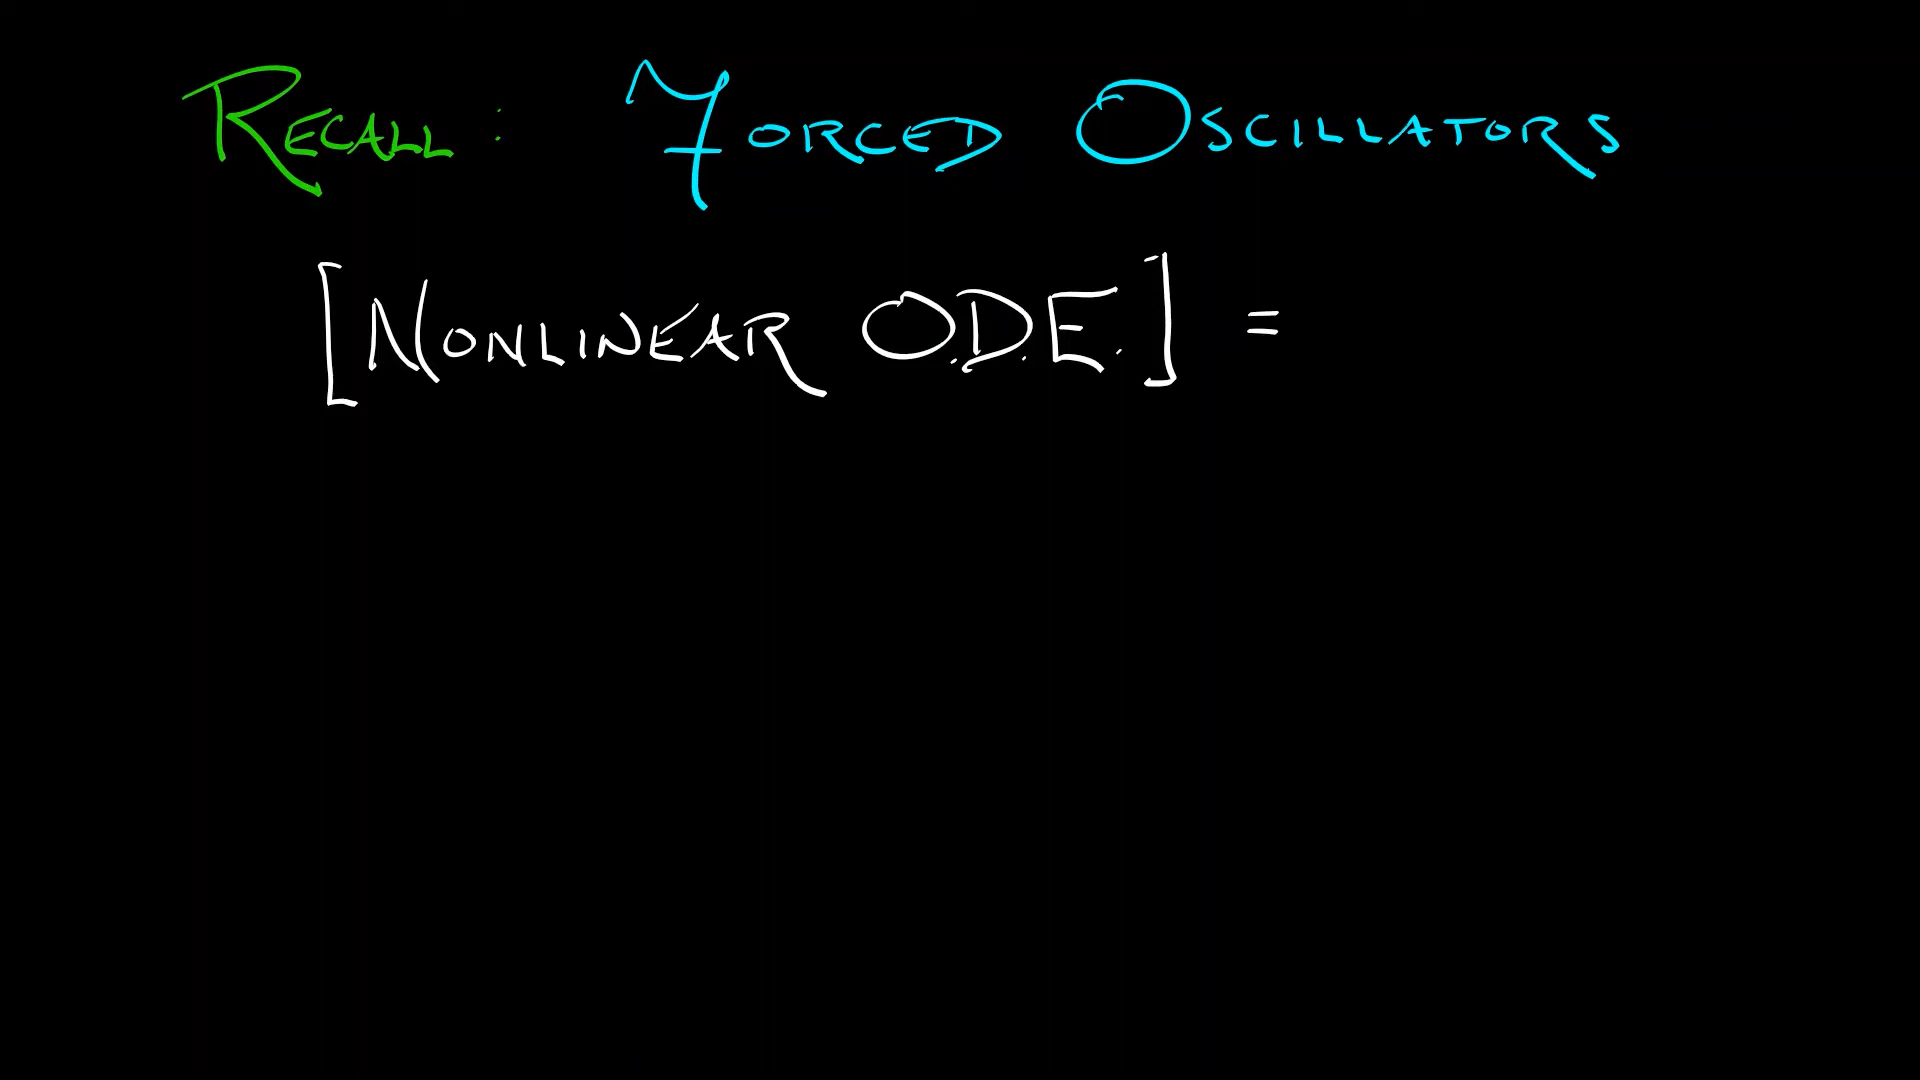 RECALL: FORCED OSCILLATORS
[NONLINEAR O.D.E.] =